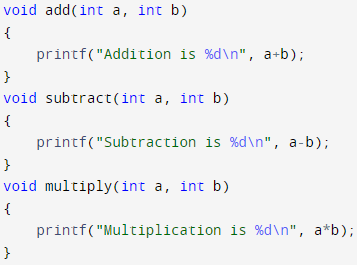 void add(int a, int b)
{
    printf("Addition is %d\n", a+b);
}
void subtract(int a, int b)
{
    printf("Subtraction is %d\n", a-b);
}
void multiply(int a, int b)
{
    printf("Multiplication is %d\n", a*b);
}